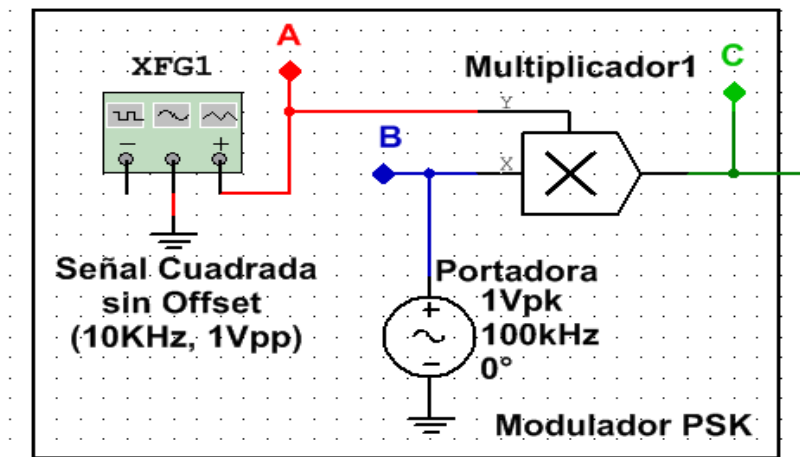 A
XFG1
C
Multiplicador1
Y
B
X
Señal Cuadrada
sin Offset
(10KHz, 1Vpp)
Portadora
1Vpk
100kHz
0°
Modulador PSK